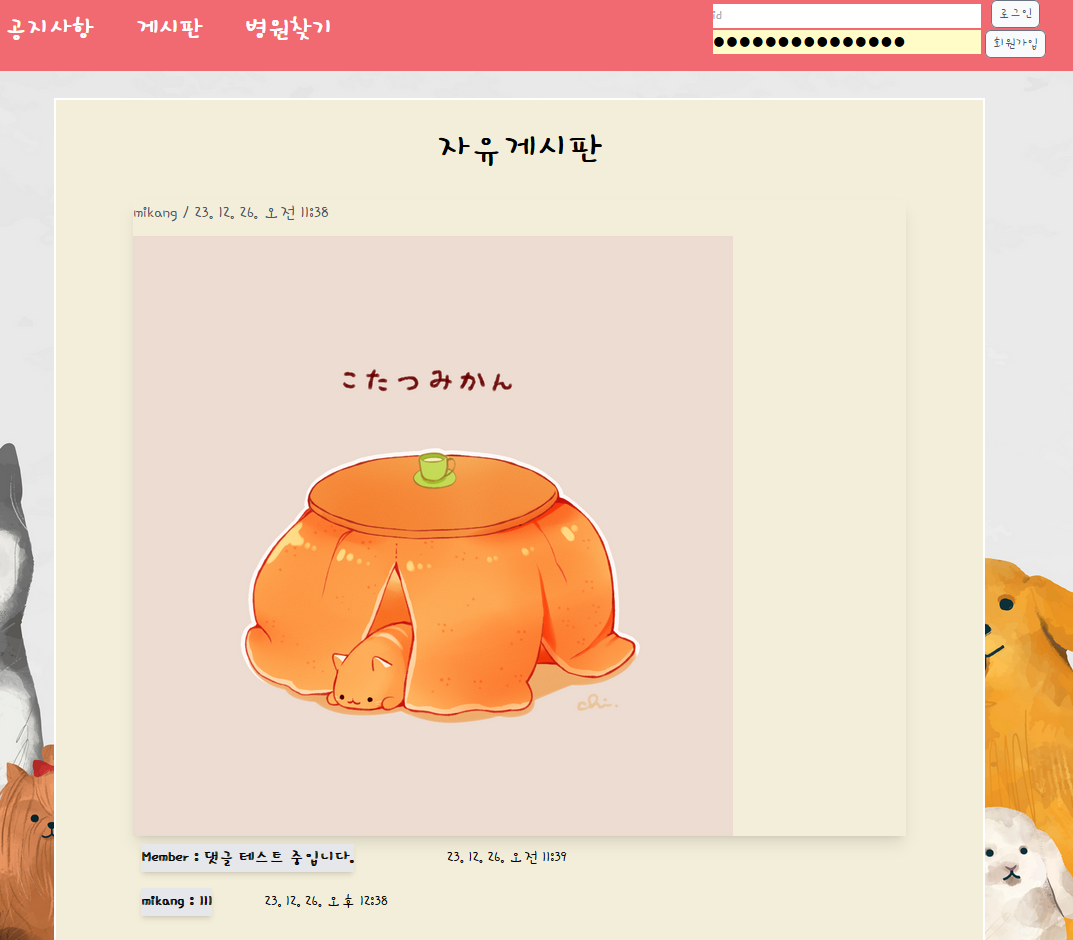 공지사항 게시판 병원찾기
id 로그인
●●●●●●●●●●●●●●● 회원가입
자유게시판
mikang / 23. 12. 26. 오전 11:38
こたつみかん
chi.
Member : 댓글 테스트 중입니다. 23. 12. 26. 오전 11:39
mikang : 111 23. 12. 26. 오후 12:38